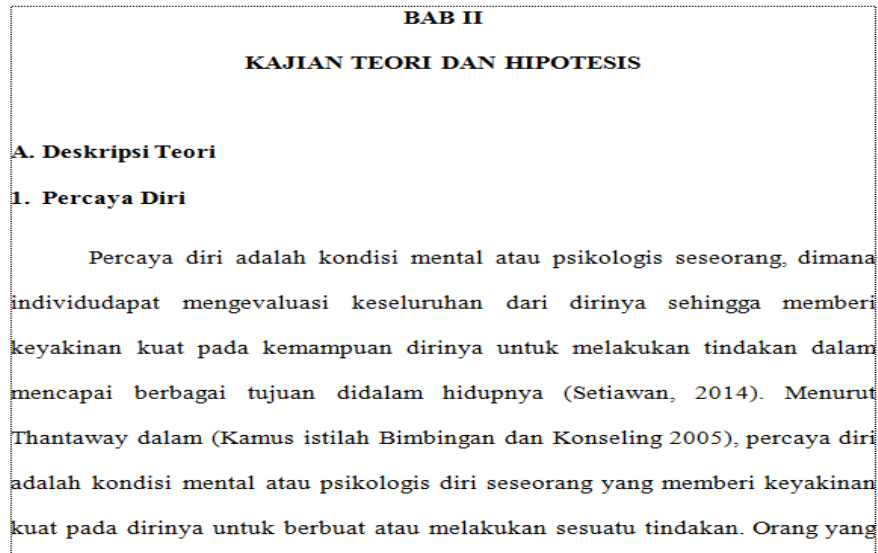 BAB II
KAJIAN TEORI DAN HIPOTESIS
A. Deskripsi Teori
1. Percaya Diri
Percaya diri adalah kondisi mental atau psikologis seseorang, dimana
individudapat mengevaluasi keseluruhan dari dirinya sehingga memberi
keyakinan kuat pada kemampuan dirinya untuk melakukan tindakan dalam
mencapai berbagai tujuan didalam hidupnya (Setiawan, 2014). Menurut
Thantaway dalam (Kamus istilah Bimbingan dan Konseling 2005), percaya diri
adalah kondisi mental atau psikologis diri seseorang yang memberi keyakinan
kuat pada dirinya untuk berbuat atau melakukan sesuatu tindakan. Orang yang